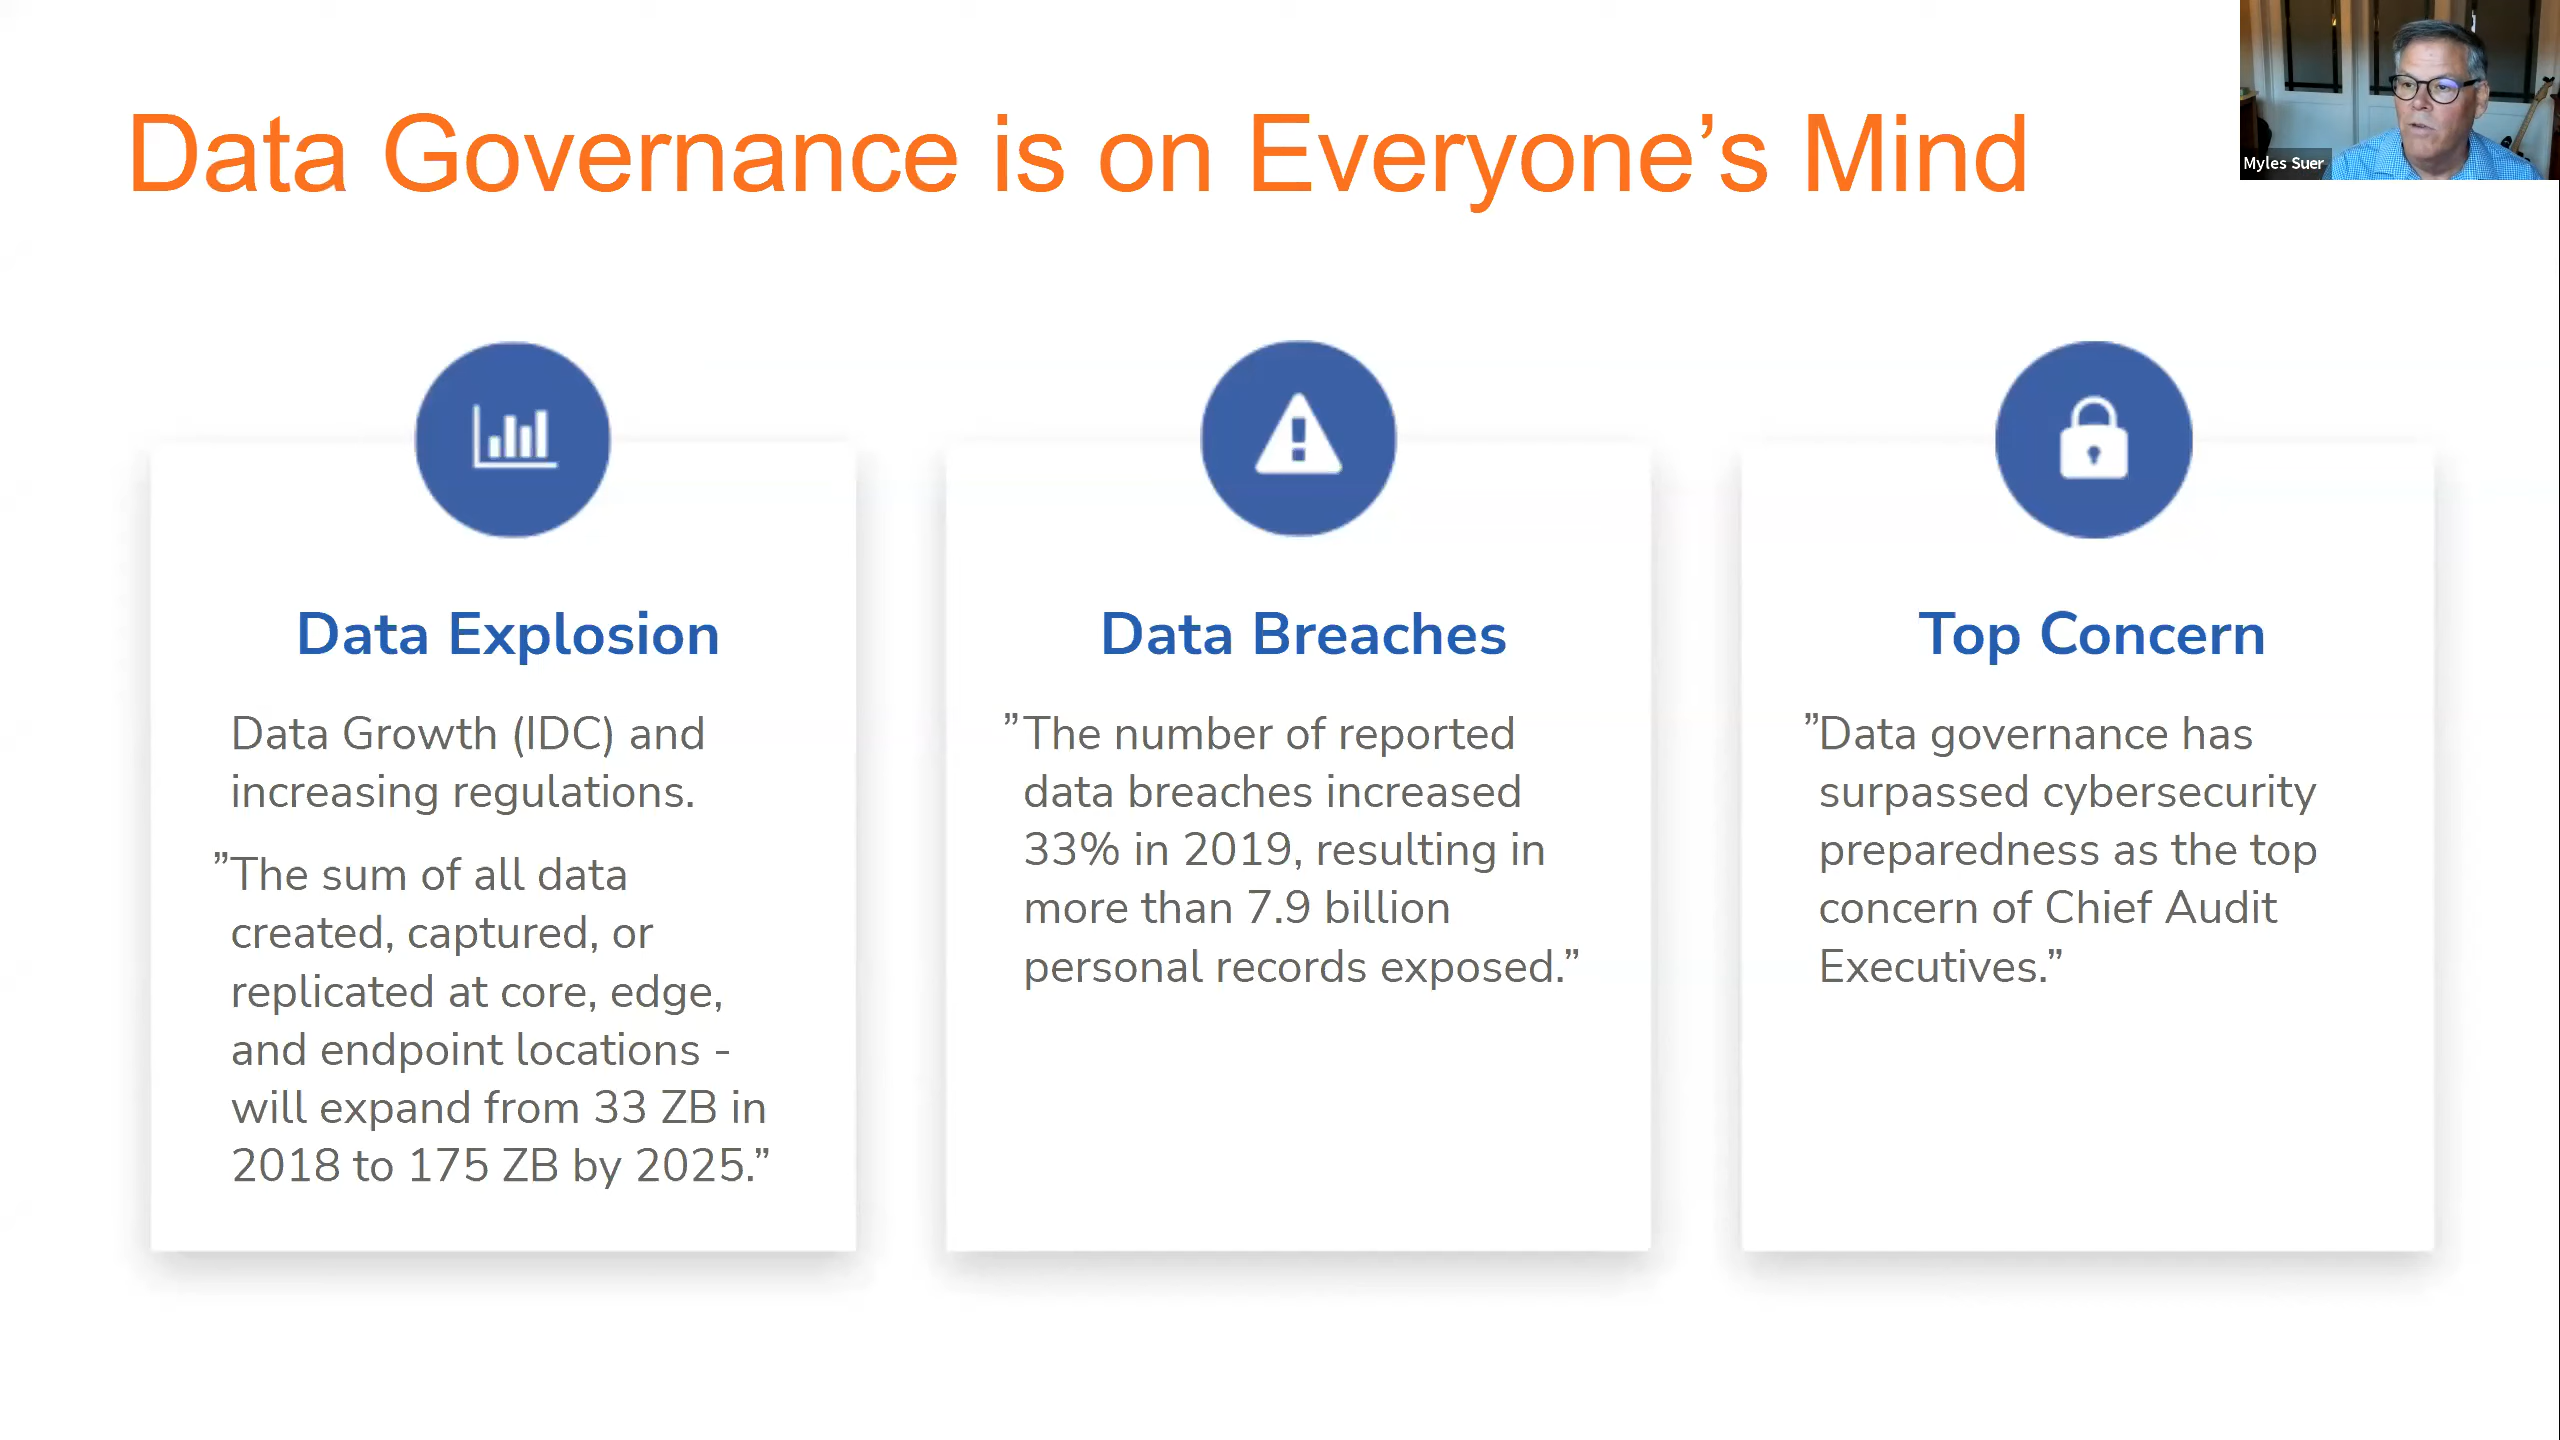 Data Governance is on Everyone’s Mind
Myles Suer
Data Explosion
Data Growth (IDC) and
increasing regulations.
”The sum of all data
created, captured, or
replicated at core, edge,
and endpoint locations -
will expand from 33 ZB in
2018 to 175 ZB by 2025.”
Data Breaches
”The number of reported
data breaches increased
33% in 2019, resulting in
more than 7.9 billion
personal records exposed.”
Top Concern
”Data governance has
surpassed cybersecurity
preparedness as the top
concern of Chief Audit
Executives.”